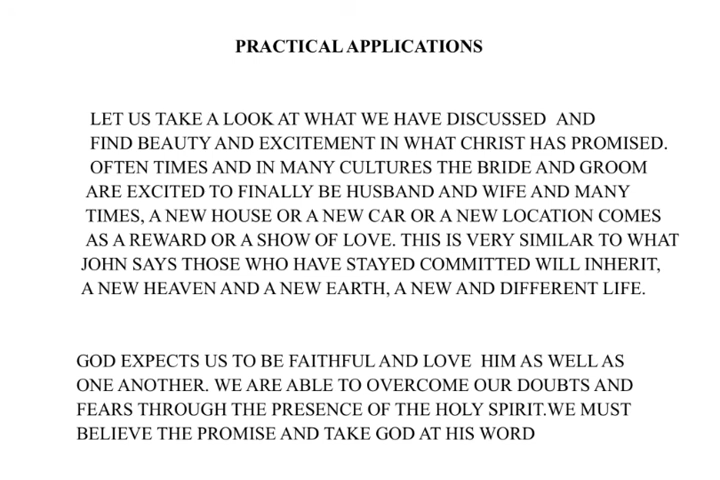 PRACTICAL APPLICATIONS
LET US TAKE A LOOK AT WHAT WE HAVE DISCUSSED AND
FIND BEAUTY AND EXCITEMENT IN WHAT CHRIST HAS PROMISED.
OFTEN TIMES AND IN MANY CULTURES THE BRIDE AND GROOM
ARE EXCITED TO FINALLY BE HUSBAND AND WIFE AND MANY
TIMES, A NEW HOUSE OR A NEW CAR OR A NEW LOCATION COMES
AS A REWARD OR A SHOW OF LOVE. THIS IS VERY SIMILAR TO WHAT
JOHN SAYS THOSE WHO HAVE STAYED COMMITTED WILL INHERIT,
A NEW HEAVEN AND A NEW EARTH, A NEW AND DIFFERENT LIFE.
GOD EXPECTS US TO BE FAITHFUL AND LOVE HIM AS WELL AS
ONE ANOTHER. WE ARE ABLE TO OVERCOME OUR DOUBTS AND
FEARS THROUGH THE PRESENCE OF THE HOLY SPIRIT.WE MUST
BELIEVE THE PROMISE AND TAKE GOD AT HIS WORD